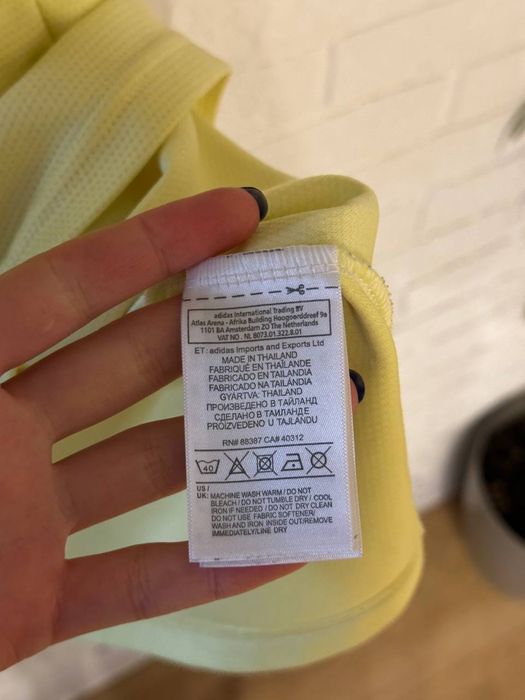 adidas International Trading BV
Atlas Arena - Afrika Building Hoogoorddreef 9a
1101 BA Amsterdam ZO The Netherlands
VAT NO. NL 8073.01.322.B.01
ET: adidas Imports and Exports Ltd
MADE IN THAILAND
FABRIQUÉ EN THAÏLANDE
FABRICADO EN TAILANDIA
FABRICADO NA TAILÂNDIA
GYÁRTVA: THAILAND
ПРОИЗВЕДЕНО В ТАЙЛАНД
СДЕЛАНО В ТАИЛАНДЕ
PROIZVEDENO U TAJLANDU
RN# 88387 CA# 40312
40
US /
UK: MACHINE WASH WARM / DO NOT
BLEACH / DO NOT TUMBLE DRY / COOL
IRON IF NEEDED / DO NOT DRY CLEAN
DO NOT USE FABRIC SOFTENER/
WASH AND IRON INSIDE OUT/REMOVE
IMMEDIATELY/LINE DRY